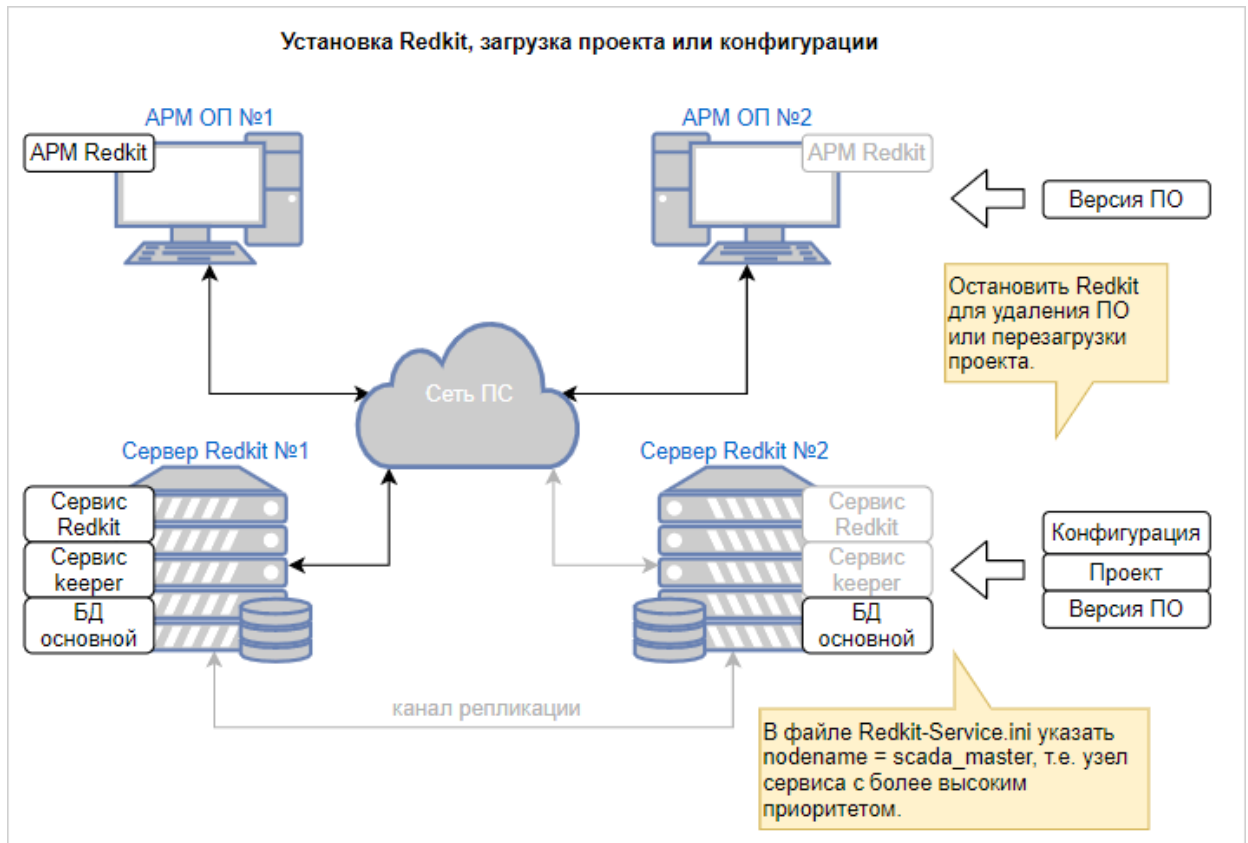 Установка Redkit, загрузка проекта или конфигурации
АРМ ОП №1
АРМ ОП №2
АРМ Redkit
АРМ Redkit
Версия ПО
Остановить Redkit
для удаления ПО
или перезагрузки
проекта.
Сеть ПС
Сервер Redkit №1
Сервер Redkit №2
Сервис
Redkit
Сервис
keeper
БД
основной
Сервис
Redkit
Сервис
keeper
БД
основной
Конфигурация
Проект
Версия ПО
канал репликации
В файле Redkit-Service.ini указать
nodename = scada_master, т.е. узел
сервиса с более высоким
приоритетом.